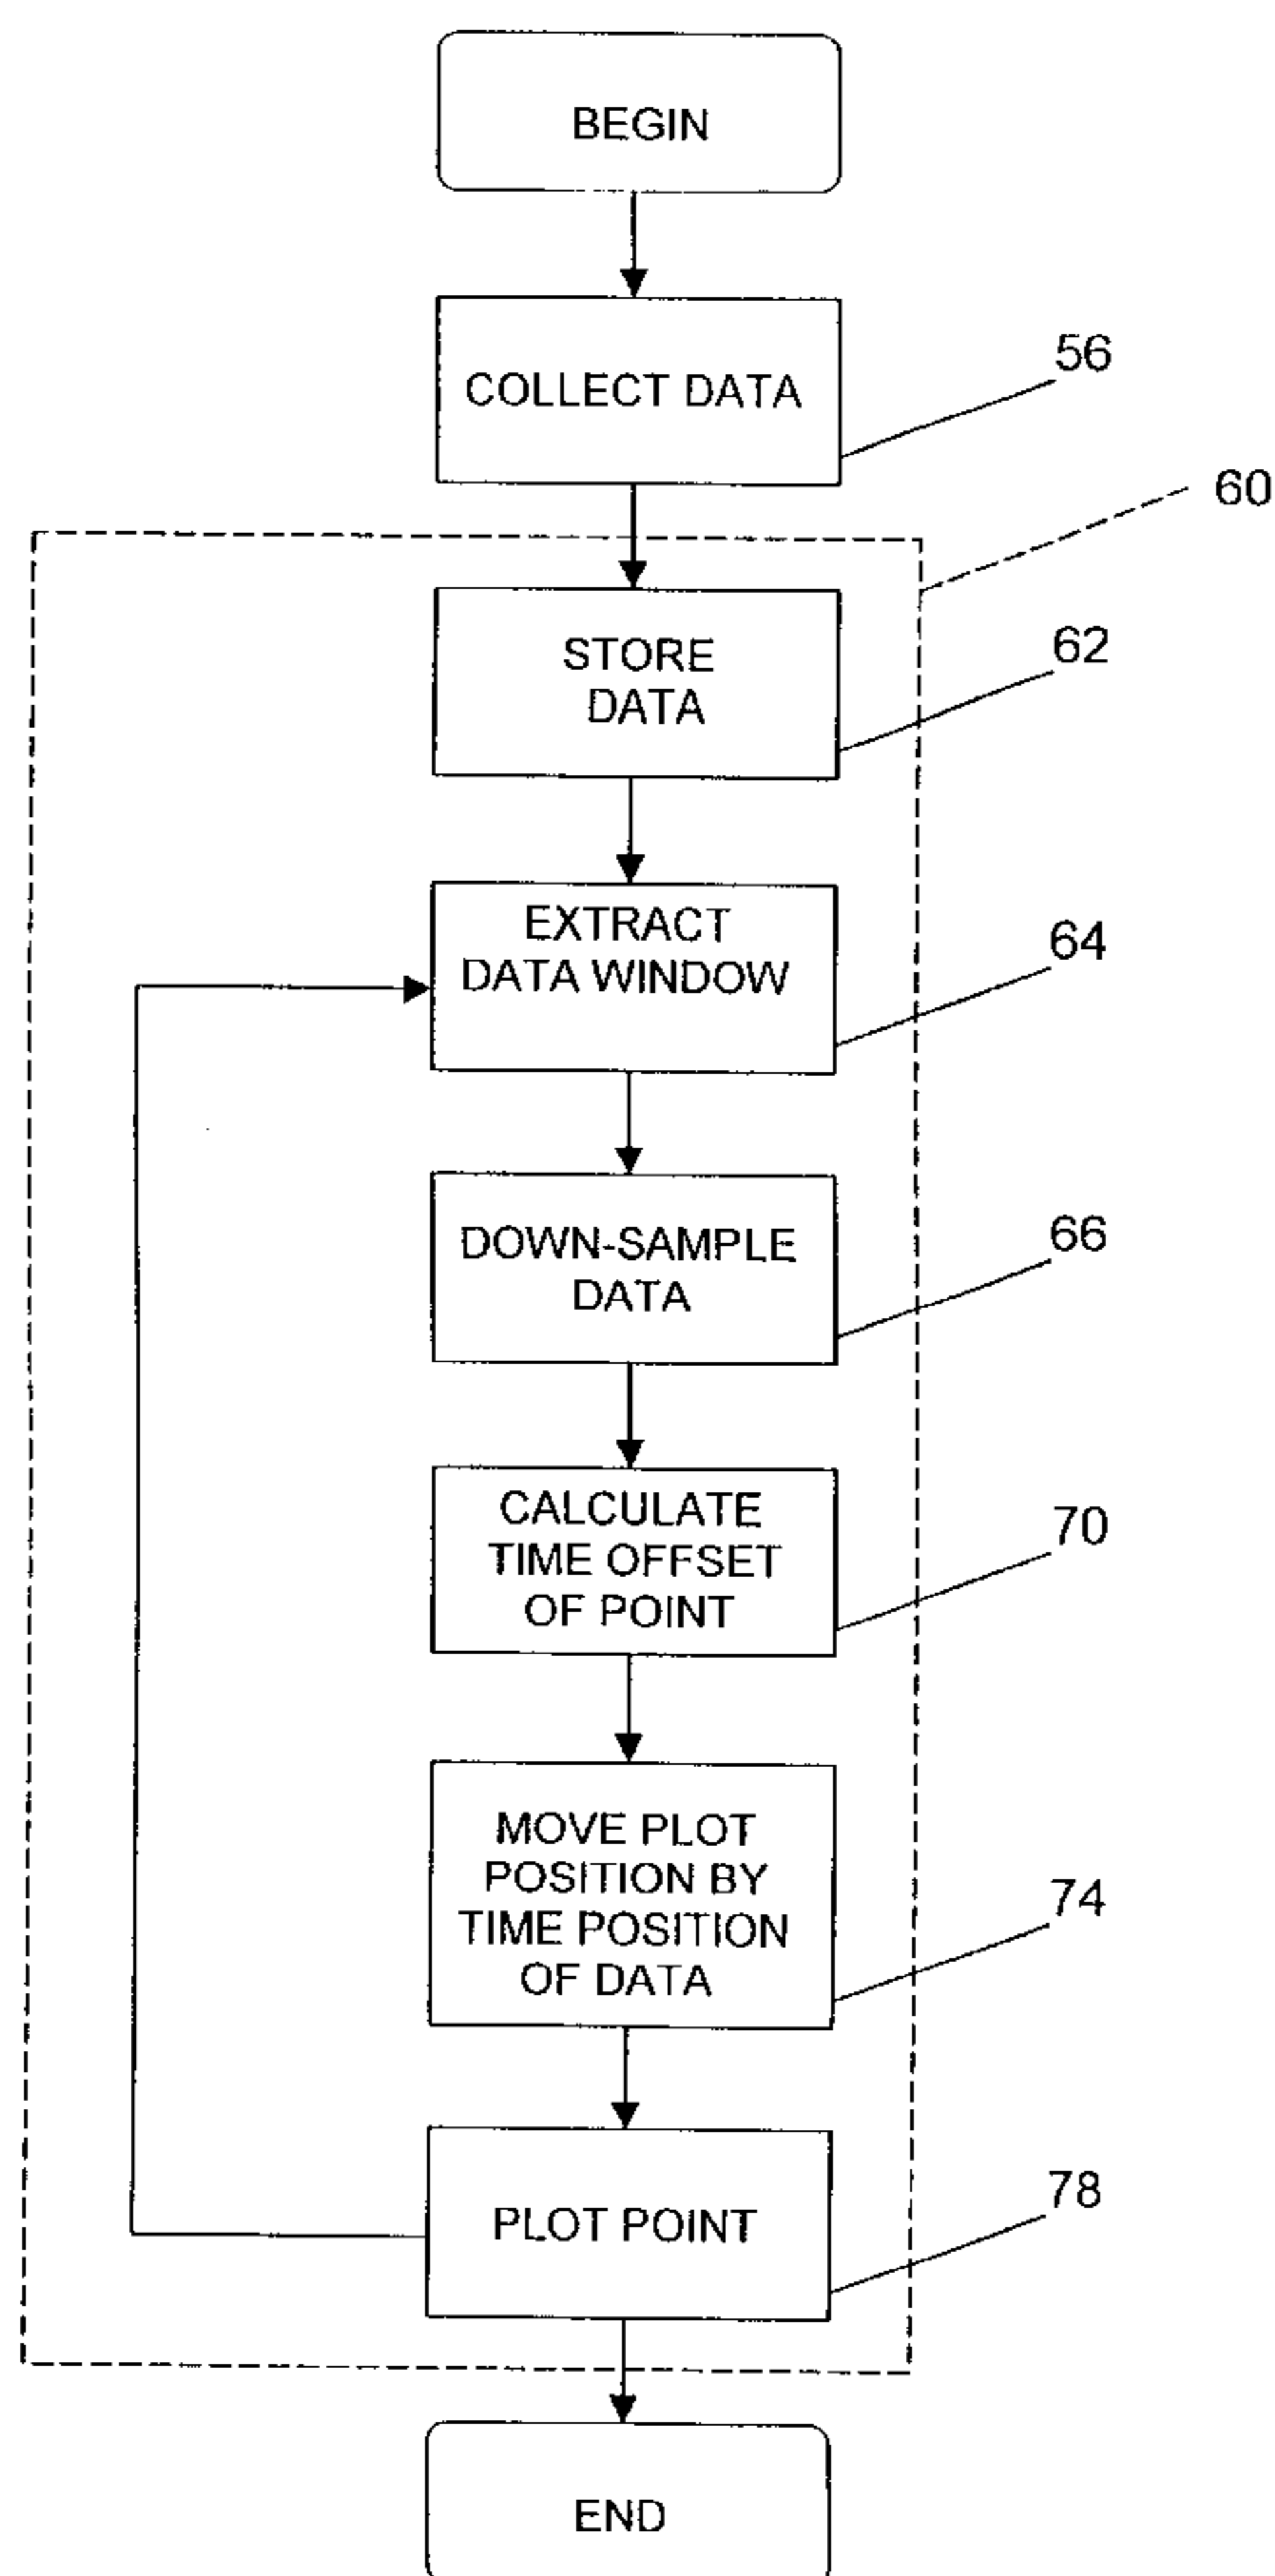 BEGIN
COLLECT DATA
56
60
STORE
DATA
62
EXTRACT
DATA WINDOW
64
DOWN-SAMPLE
DATA
66
CALCULATE
TIME OFFSET
OF POINT
70
MOVE PLOT
POSITION BY
TIME POSITION
OF DATA
74
PLOT POINT
78
END